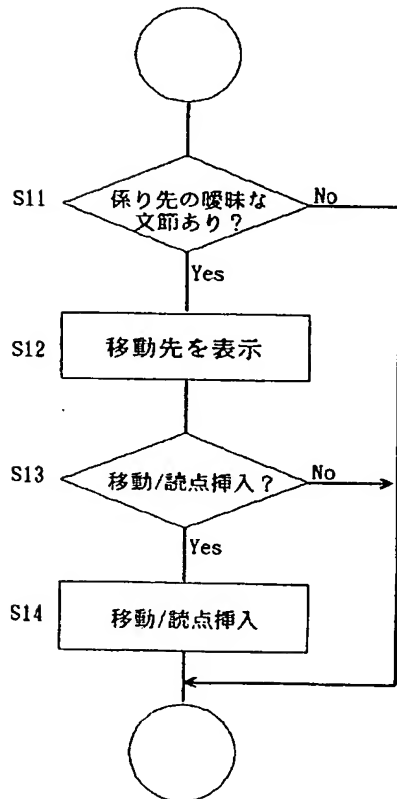 S11
係り先の曖昧な
文節あり？
No
Yes
S12
移動先を表示
S13
移動/読点挿入？
No
Yes
S14
移動/読点挿入